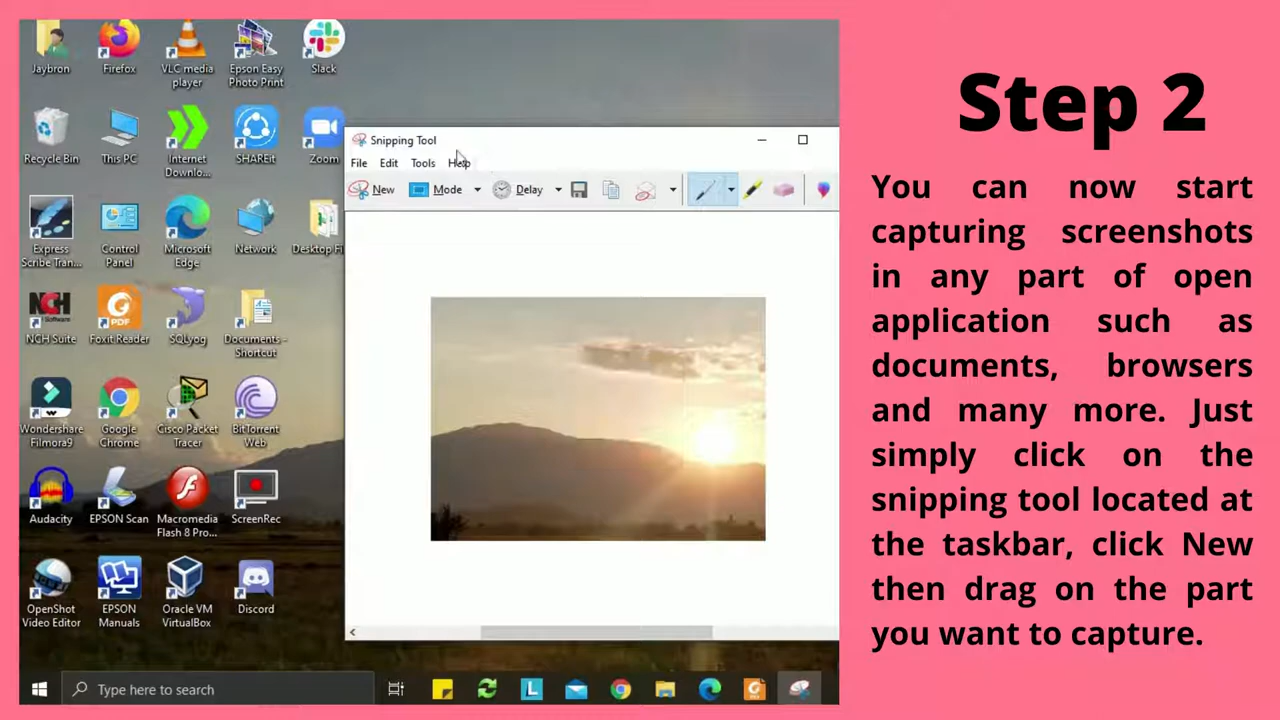 Jaybron
Firefox
VLC media
player
Epson Easy
Photo Print
Slack
Recycle Bin
This PC
Internet
Downlo...
SHAREit
Zoom
Express
Scribe Tran...
Control
Panel
Microsoft
Edge
Network
Desktop Fi
NCH Software
NCH Suite
PDF
Foxit Reader
SQLyog
Documents -
Shortcut
Wondershare
Filmora9
Google
Chrome
Cisco Packet
Tracer
BitTorrent
Web
Audacity
EPSON Scan
Macromedia
Flash 8 Pro...
ScreenRec
OpenShot
Video Editor
EPSON
Manuals
Oracle VM
VirtualBox
Discord
Snipping Tool
File Edit Tools Help
New Mode Delay
Type here to search
L
Step 2
You can now start
capturing screenshots
in any part of open
application such as
documents, browsers
and many more. Just
simply click on the
snipping tool located at
the taskbar, click New
then drag on the part
you want to capture.